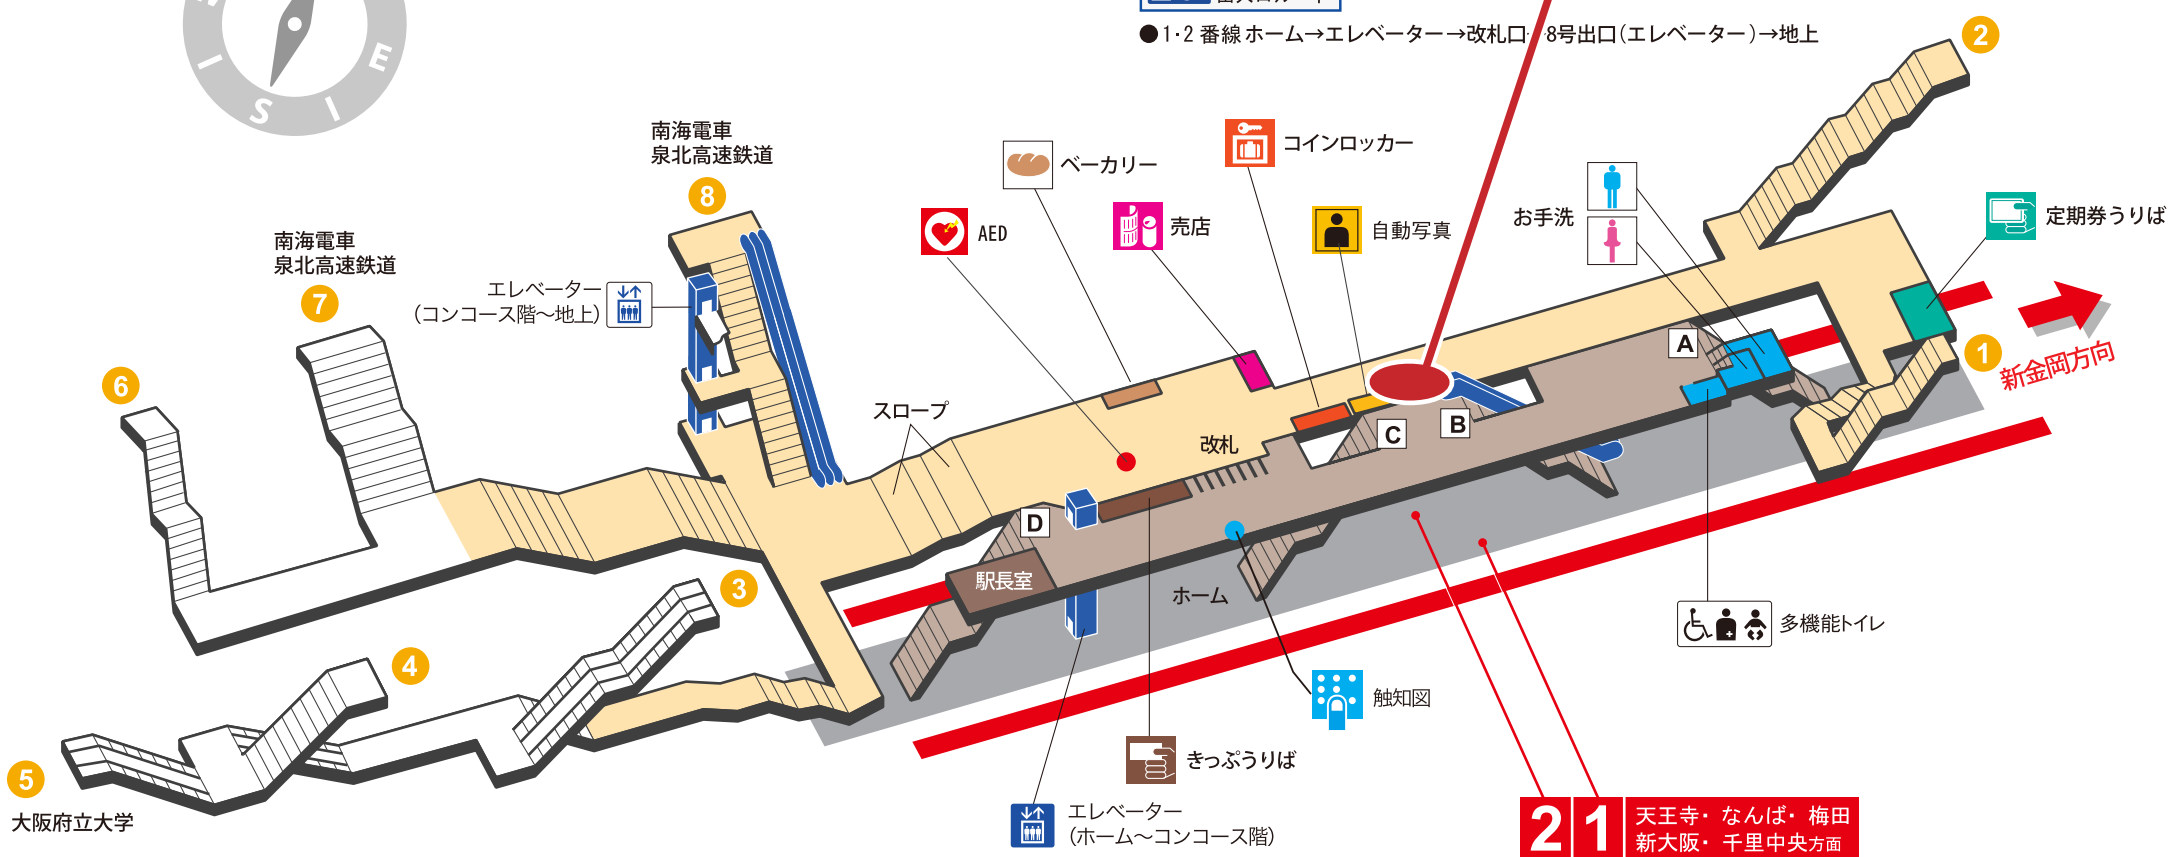 ●1・2 番線 ホーム→エレベーター→改札口→8号出口(エレベーター)→地上
E
S
2
南海電車
泉北高速鉄道
8
ベーカリー
コインロッカー
AED
売店
自動写真
お手洗
定期券うりば
南海電車
泉北高速鉄道
7
エレベーター
(コンコース階〜地上)
A
1
新金岡方向
6
スロープ
改札
C
B
D
駅長室
ホーム
3
4
多機能トイレ
触知図
きっぷうりば
5
大阪府立大学
エレベーター
(ホーム〜コンコース階)
2 1 天王寺・なんば・梅田
新大阪・千里中央方面